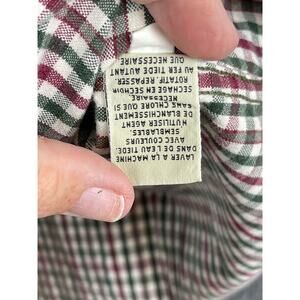 LAVER A LA MACHINE
DANS DE L'EAU TIEDE.
AVEC COULEURS
SEMBLABLES.
N'UTILISER AGENT
DE BLANCHISSEMENT
SANS CHLORE QUE SI
NECESSAIRE.
SECHAGE EN SECHOIR
ROTATIF. REPASSER.
AU FER TIEDE AUTANT
QUE NECESSAIRE